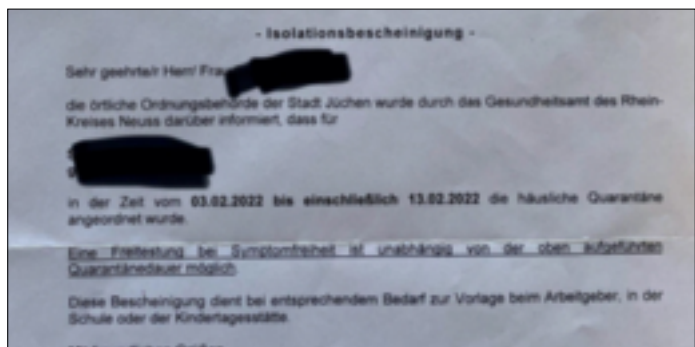 - Isolationsbescheinigung -
Sehr geehrte/r Herr/ Frau
die örtliche Ordnungsbehörde der Stadt Jüchen wurde durch das Gesundheitsamt des Rhein-
Kreises Neuss darüber informiert, dass für
in der Zeit vom 03.02.2022 bis einschließlich 13.02.2022 die häusliche Quarantäne
angeordnet wurde.
Eine Freitestung bei Symptomfreiheit ist unabhängig von der oben aufgeführten
Quarantänedauer möglich.
Diese Bescheinigung dient bei entsprechendem Bedarf zur Vorlage beim Arbeitgeber, in der
Schule oder der Kindertagesstätte.